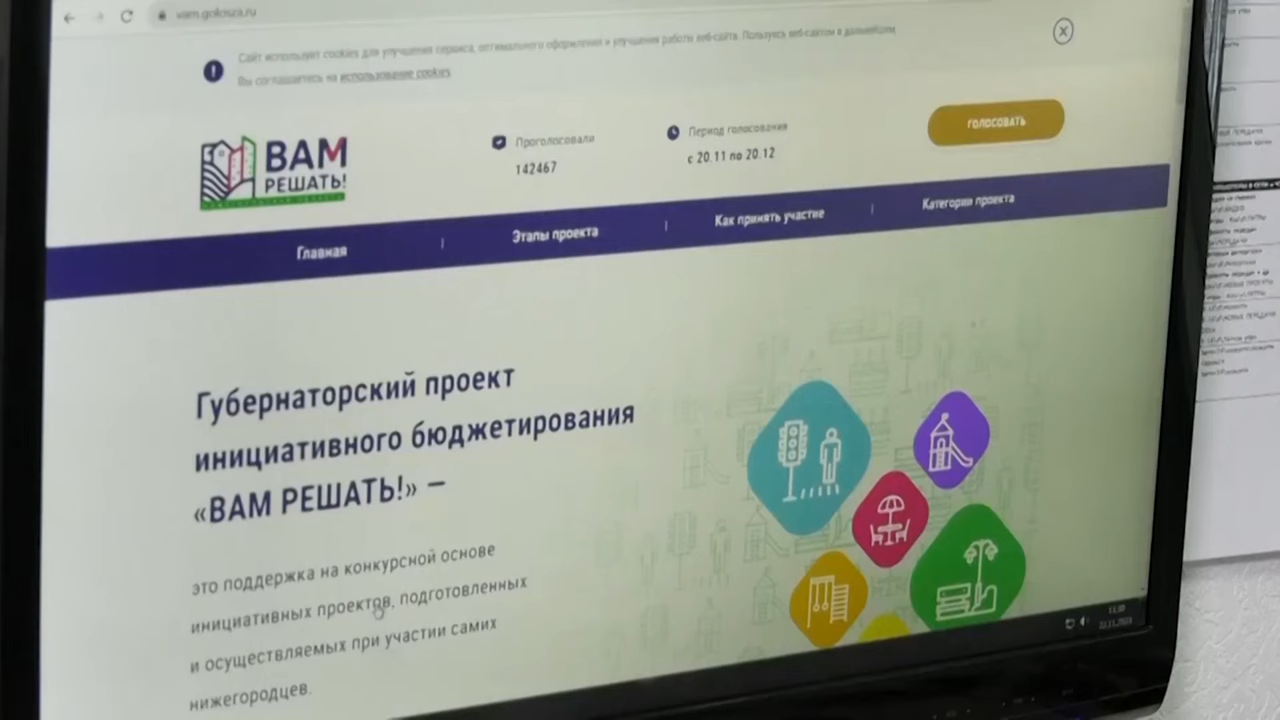 vam.golosza.ru
Сайт использует cookies для улучшения сервиса, оптимального оформления и улучшения работы веб-сайта. Пользуясь веб-сайтом в дальнейшем,
Вы соглашаетесь на использование cookies
ВАМ
РЕШАТЬ!
Проголосовали
142467
Период голосования
с 20.11 по 20.12
ГОЛОСОВАТЬ
Главная | Этапы проекта | Как принять участие | Категории проекта
Губернаторский проект
инициативного бюджетирования
«ВАМ РЕШАТЬ!» —
это поддержка на конкурсной основе
инициативных проектов, подготовленных
и осуществляемых при участии самих
нижегородцев.